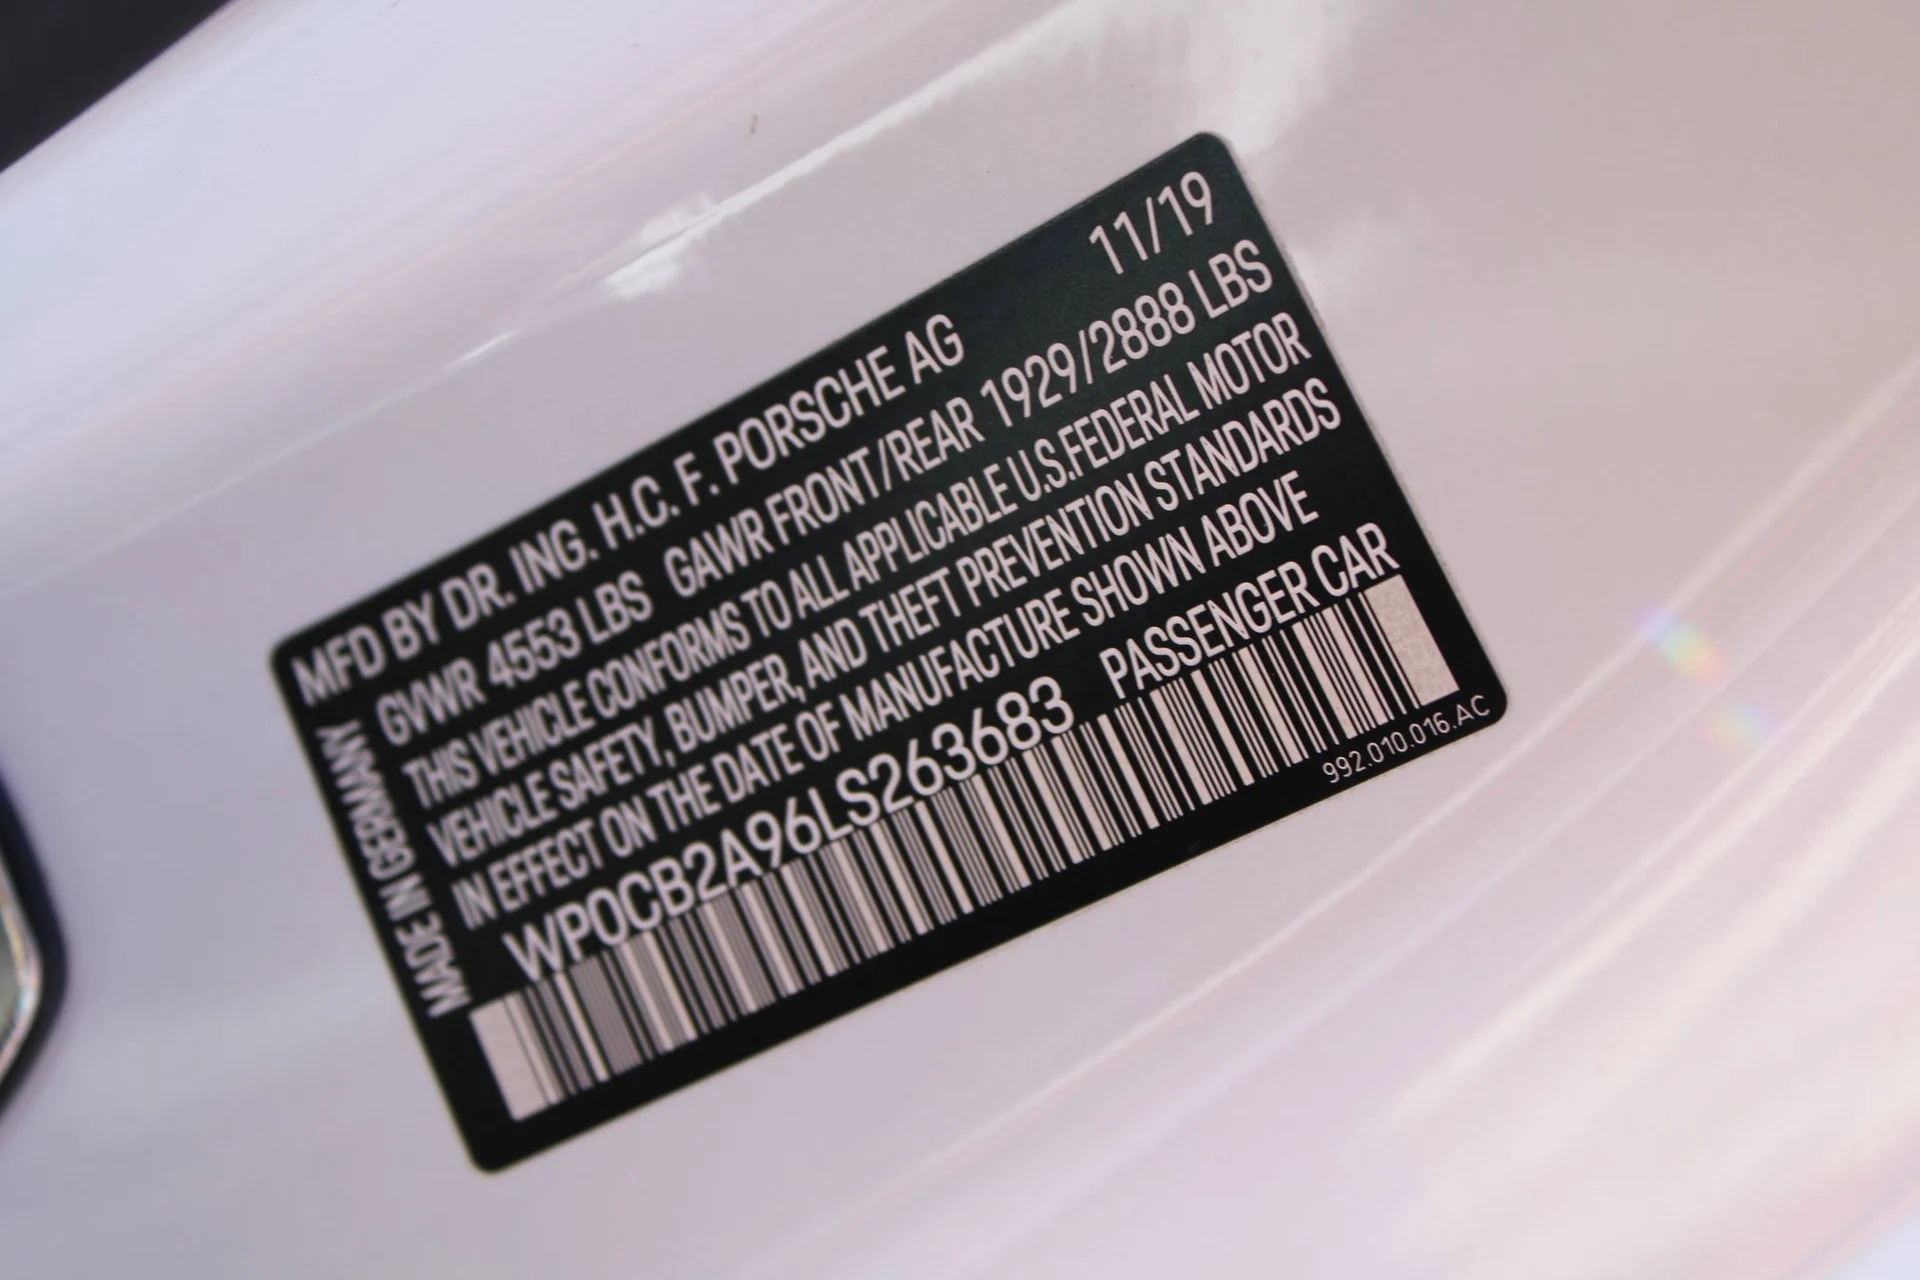 MFD BY DR. ING. H.C. F. PORSCHE AG 11/19
GVWR 4553 LBS GAWR FRONT/REAR 1929/2888 LBS
THIS VEHICLE CONFORMS TO ALL APPLICABLE U.S.FEDERAL MOTOR
VEHICLE SAFETY, BUMPER, AND THEFT PREVENTION STANDARDS
IN EFFECT ON THE DATE OF MANUFACTURE SHOWN ABOVE
WP0CB2A96LS263683 PASSENGER CAR
992.010.016.AC
MADE IN GERMANY